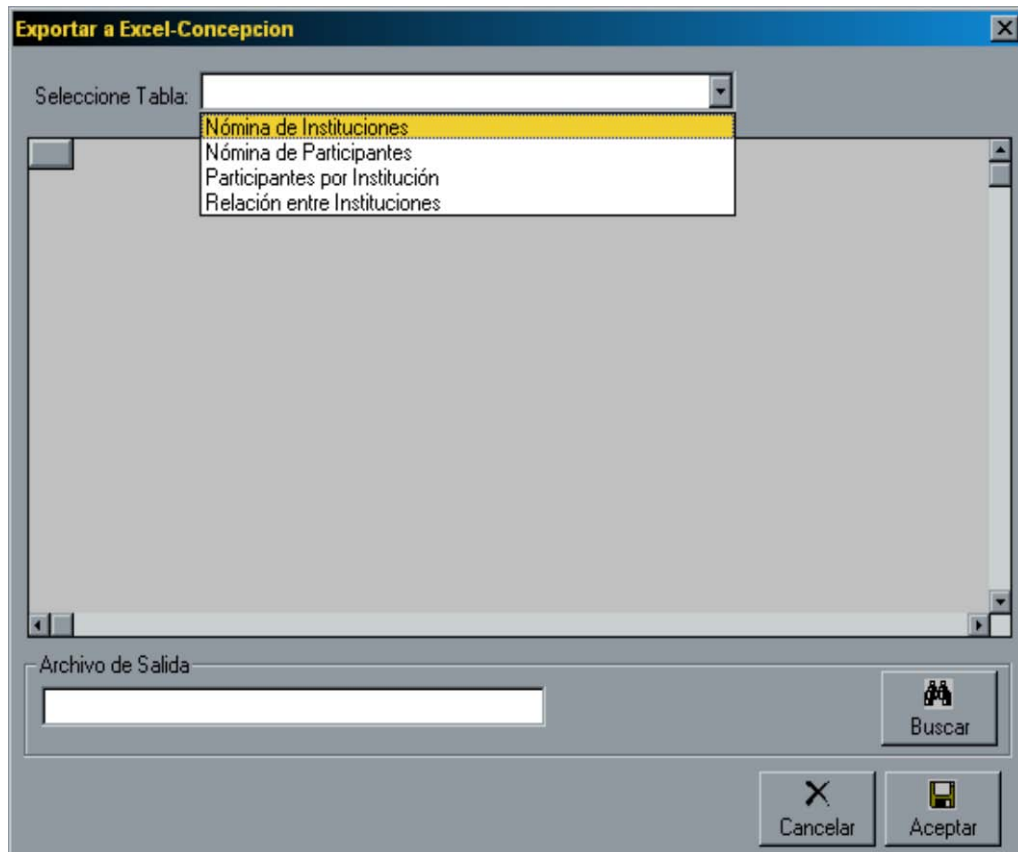 Exportar a Excel-Concepcion
Seleccione Tabla:
Nómina de Instituciones
Nómina de Participantes
Participantes por Institución
Relación entre Instituciones
Archivo de Salida
Buscar
Cancelar
Aceptar